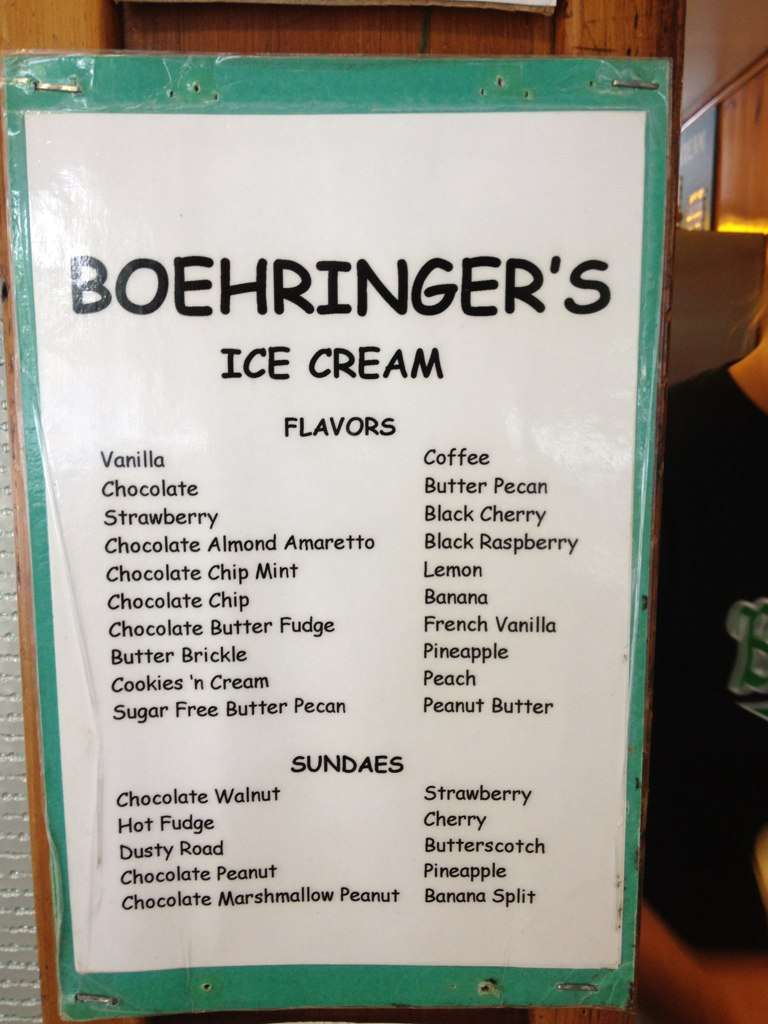 BOEHRINGER'S
ICE CREAM
FLAVORS
Vanilla
Chocolate
Strawberry
Chocolate Almond Amaretto
Chocolate Chip Mint
Chocolate Chip
Chocolate Butter Fudge
Butter Brickle
Cookies 'n Cream
Sugar Free Butter Pecan
Coffee
Butter Pecan
Black Cherry
Black Raspberry
Lemon
Banana
French Vanilla
Pineapple
Peach
Peanut Butter
SUNDAES
Chocolate Walnut
Hot Fudge
Dusty Road
Chocolate Peanut
Chocolate Marshmallow Peanut
Strawberry
Cherry
Butterscotch
Pineapple
Banana Split